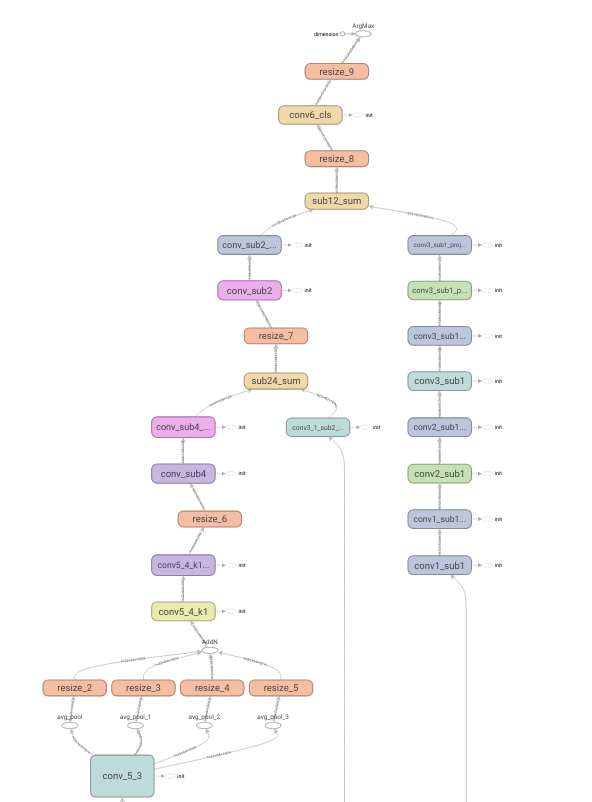 ArgMax
dimension
resize_9
conv6_cls
init
resize_8
sub12_sum
conv_sub2_...
init
conv3_sub1_proj...
init
conv_sub2
init
conv3_sub1_p...
init
resize_7
conv3_sub1...
init
sub24_sum
conv3_sub1
init
conv_sub4_...
init
conv3_1_sub2_...
init
conv2_sub1...
init
conv_sub4
init
conv2_sub1
init
resize_6
conv1_sub1...
init
conv5_4_k1...
init
conv1_sub1
init
conv5_4_k1
init
AddN
resize_2
resize_3
resize_4
resize_5
avg_pool
avg_pool_1
avg_pool_2
avg_pool_3
conv_5_3
init